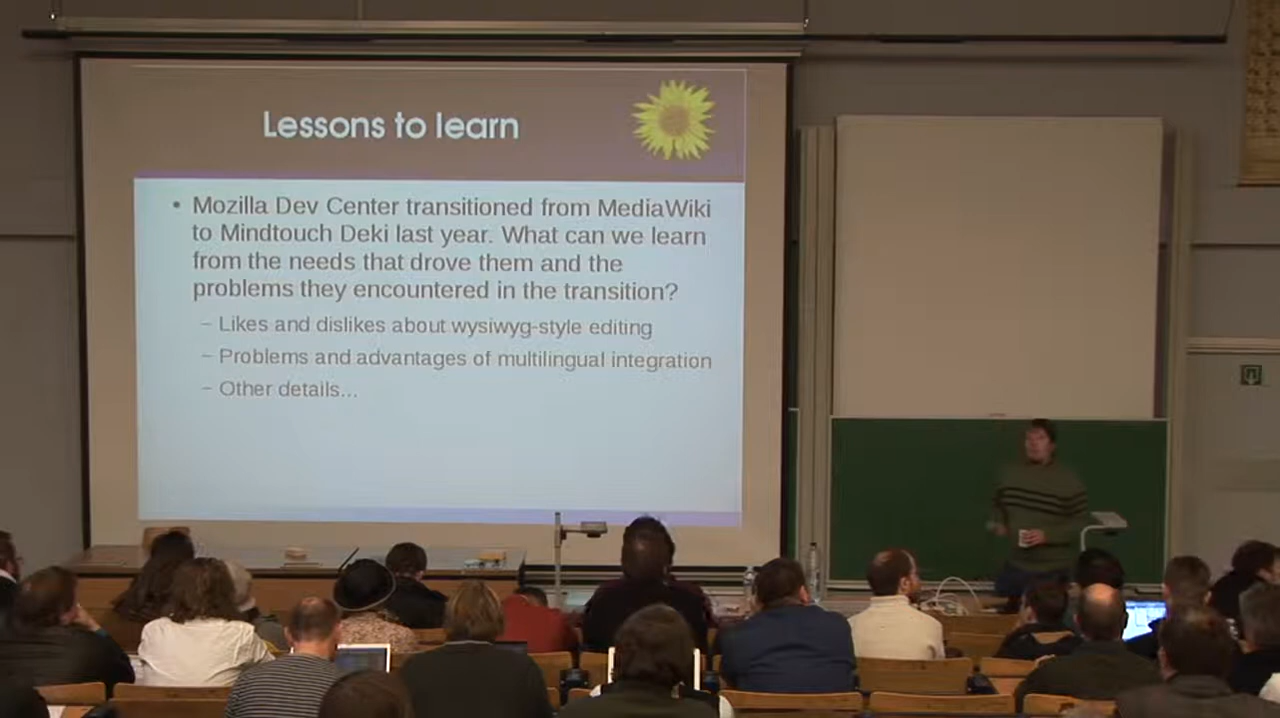 Lessons to learn
• Mozilla Dev Center transitioned from MediaWiki
to Mindtouch Deki last year. What can we learn
from the needs that drove them and the
problems they encountered in the transition?
– Likes and dislikes about wysiwyg-style editing
– Problems and advantages of multilingual integration
– Other details...